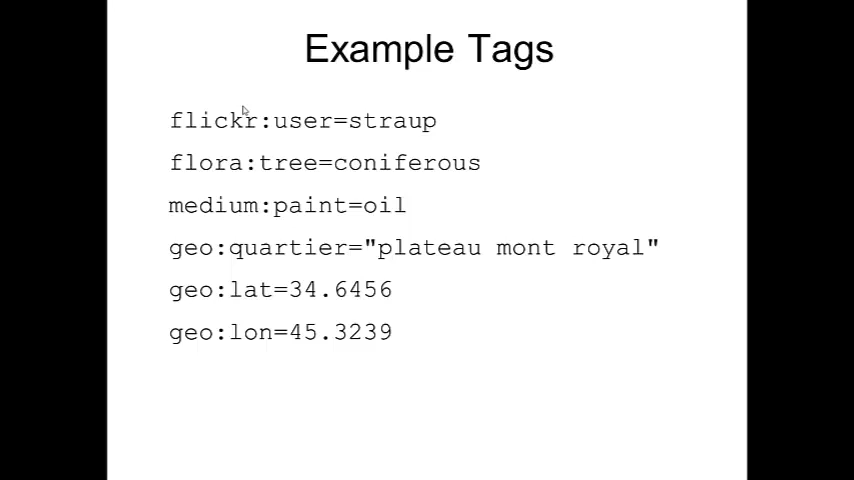 Example Tags
flickr:user=straup
flora:tree=coniferous
medium:paint=oil
geo:quartier="plateau mont royal"
geo:lat=34.6456
geo:lon=45.3239